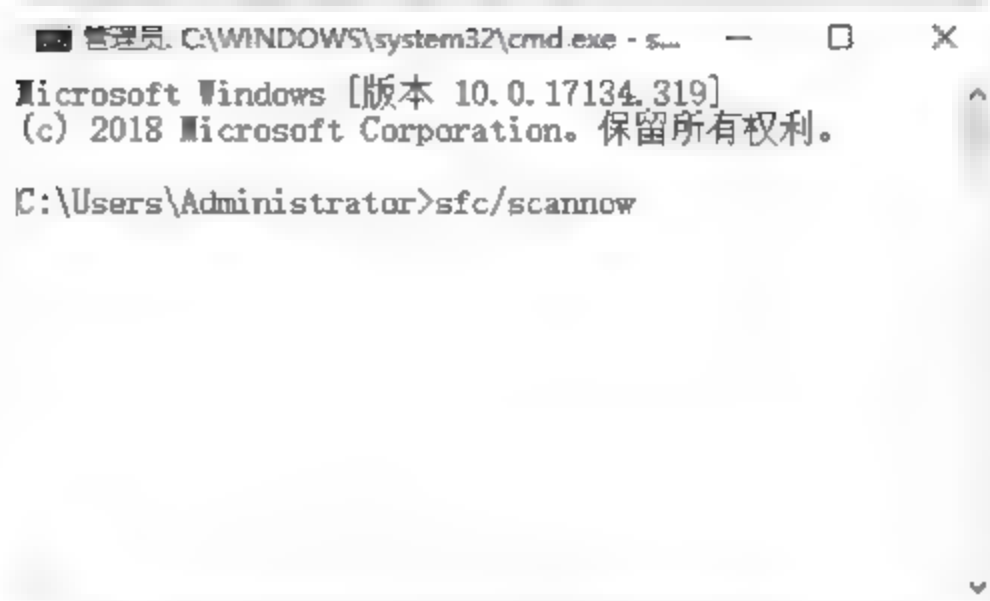 管理员: C:\WINDOWS\system32\cmd.exe - s...
Microsoft Windows [版本 10.0.17134.319]
(c) 2018 Microsoft Corporation。保留所有权利。
C:\Users\Administrator>sfc/scannow